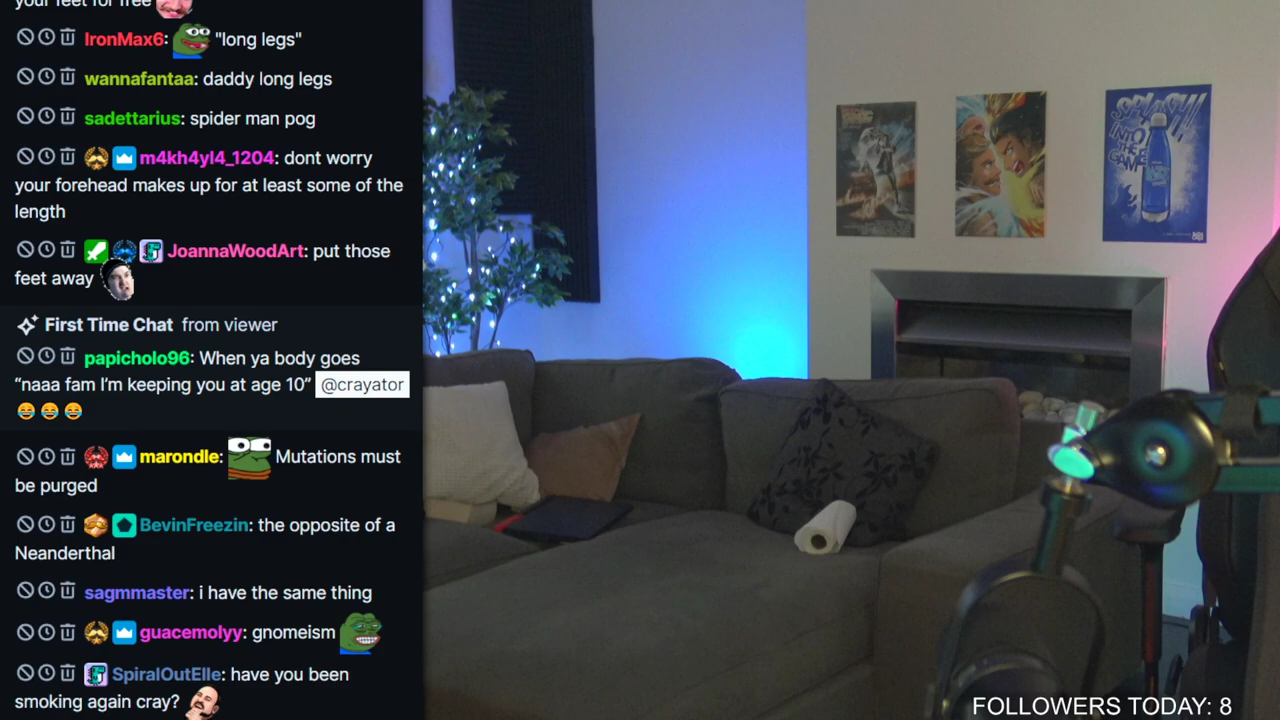 your feet for free
IronMax6: "long legs"
wannafantaa: daddy long legs
sadettarius: spider man pog
m4kh4yl4_1204: dont worry
your forehead makes up for at least some of the
length
JoannaWoodArt: put those
feet away
First Time Chat from viewer
papicholo96: When ya body goes
“naaa fam I’m keeping you at age 10” @crayator
marondle: Mutations must
be purged
BevinFreezin: the opposite of a
Neanderthal
sagmmaster: i have the same thing
guacemolyy: gnomeism
SpiralOutElle: have you been
smoking again cray?
SPLASH!
INTO
THE
GAME
FOLLOWERS TODAY: 8